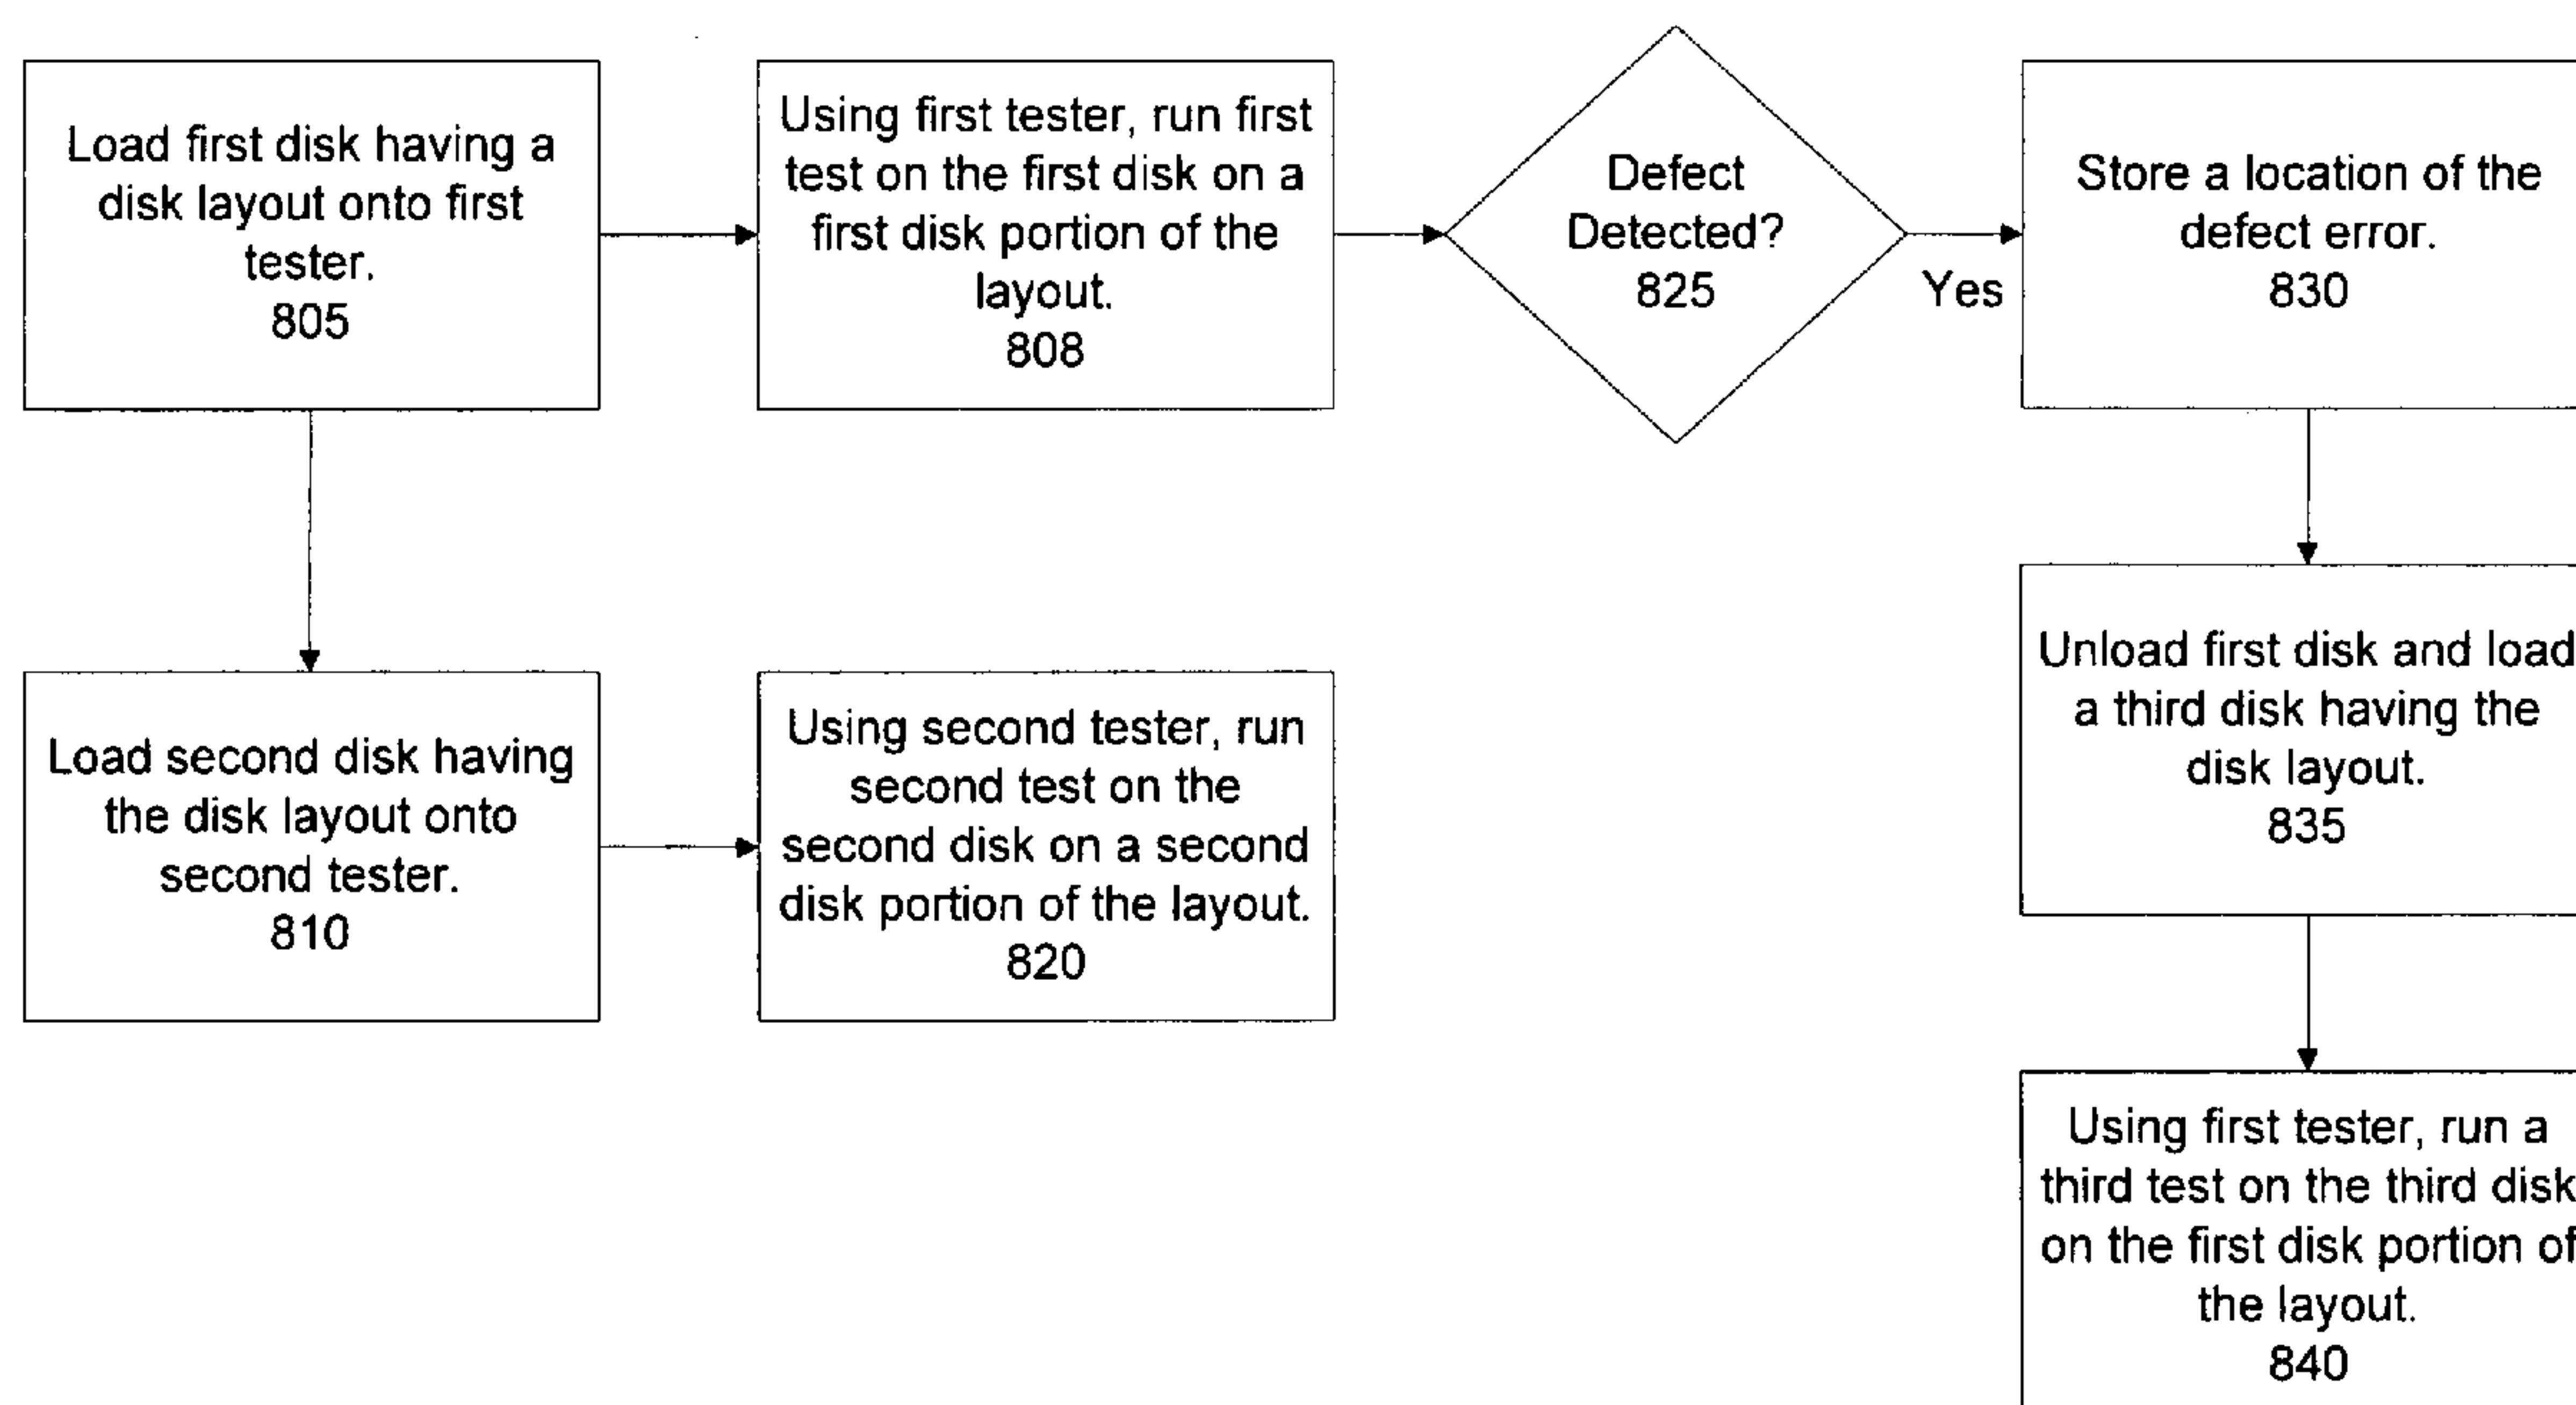 Load first disk having a
disk layout onto first
tester.
805
Using first tester, run first
test on the first disk on a
first disk portion of the
layout.
808
Defect
Detected?
825
Yes
Store a location of the
defect error.
830
Load second disk having
the disk layout onto
second tester.
810
Using second tester, run
second test on the
second disk on a second
disk portion of the layout.
820
Unload first disk and load
a third disk having the
disk layout.
835
Using first tester, run a
third test on the third disk
on the first disk portion of
the layout.
840